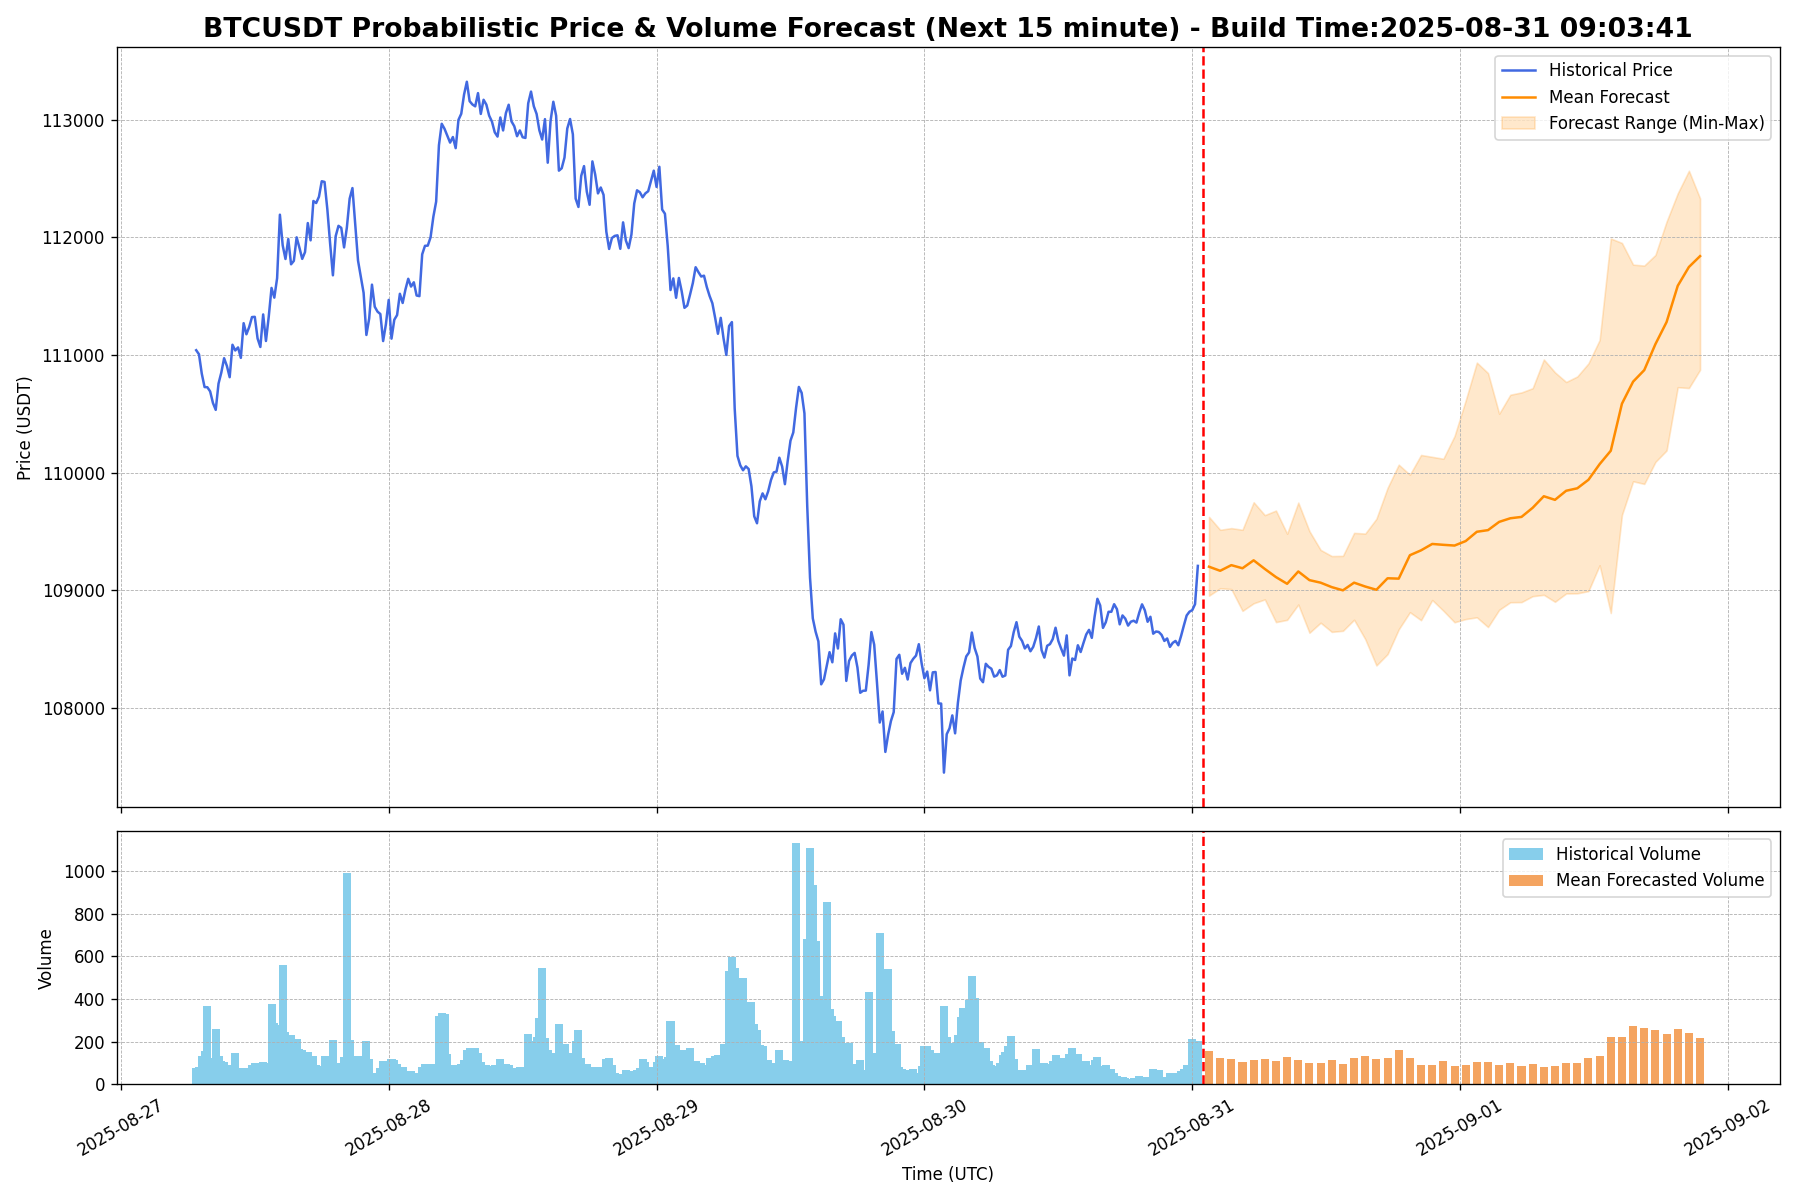 BTCUSDT Probabilistic Price & Volume Forecast (Next 15 minute) - Build Time:2025-08-31 09:03:41
Historical Price
Mean Forecast
Forecast Range (Min-Max)
Price (USDT)
113000
112000
111000
110000
109000
108000
Historical Volume
Mean Forecasted Volume
Volume
1000
800
600
400
200
0
2025-08-27
2025-08-28
2025-08-29
2025-08-30
2025-08-31
2025-09-01
2025-09-02
Time (UTC)